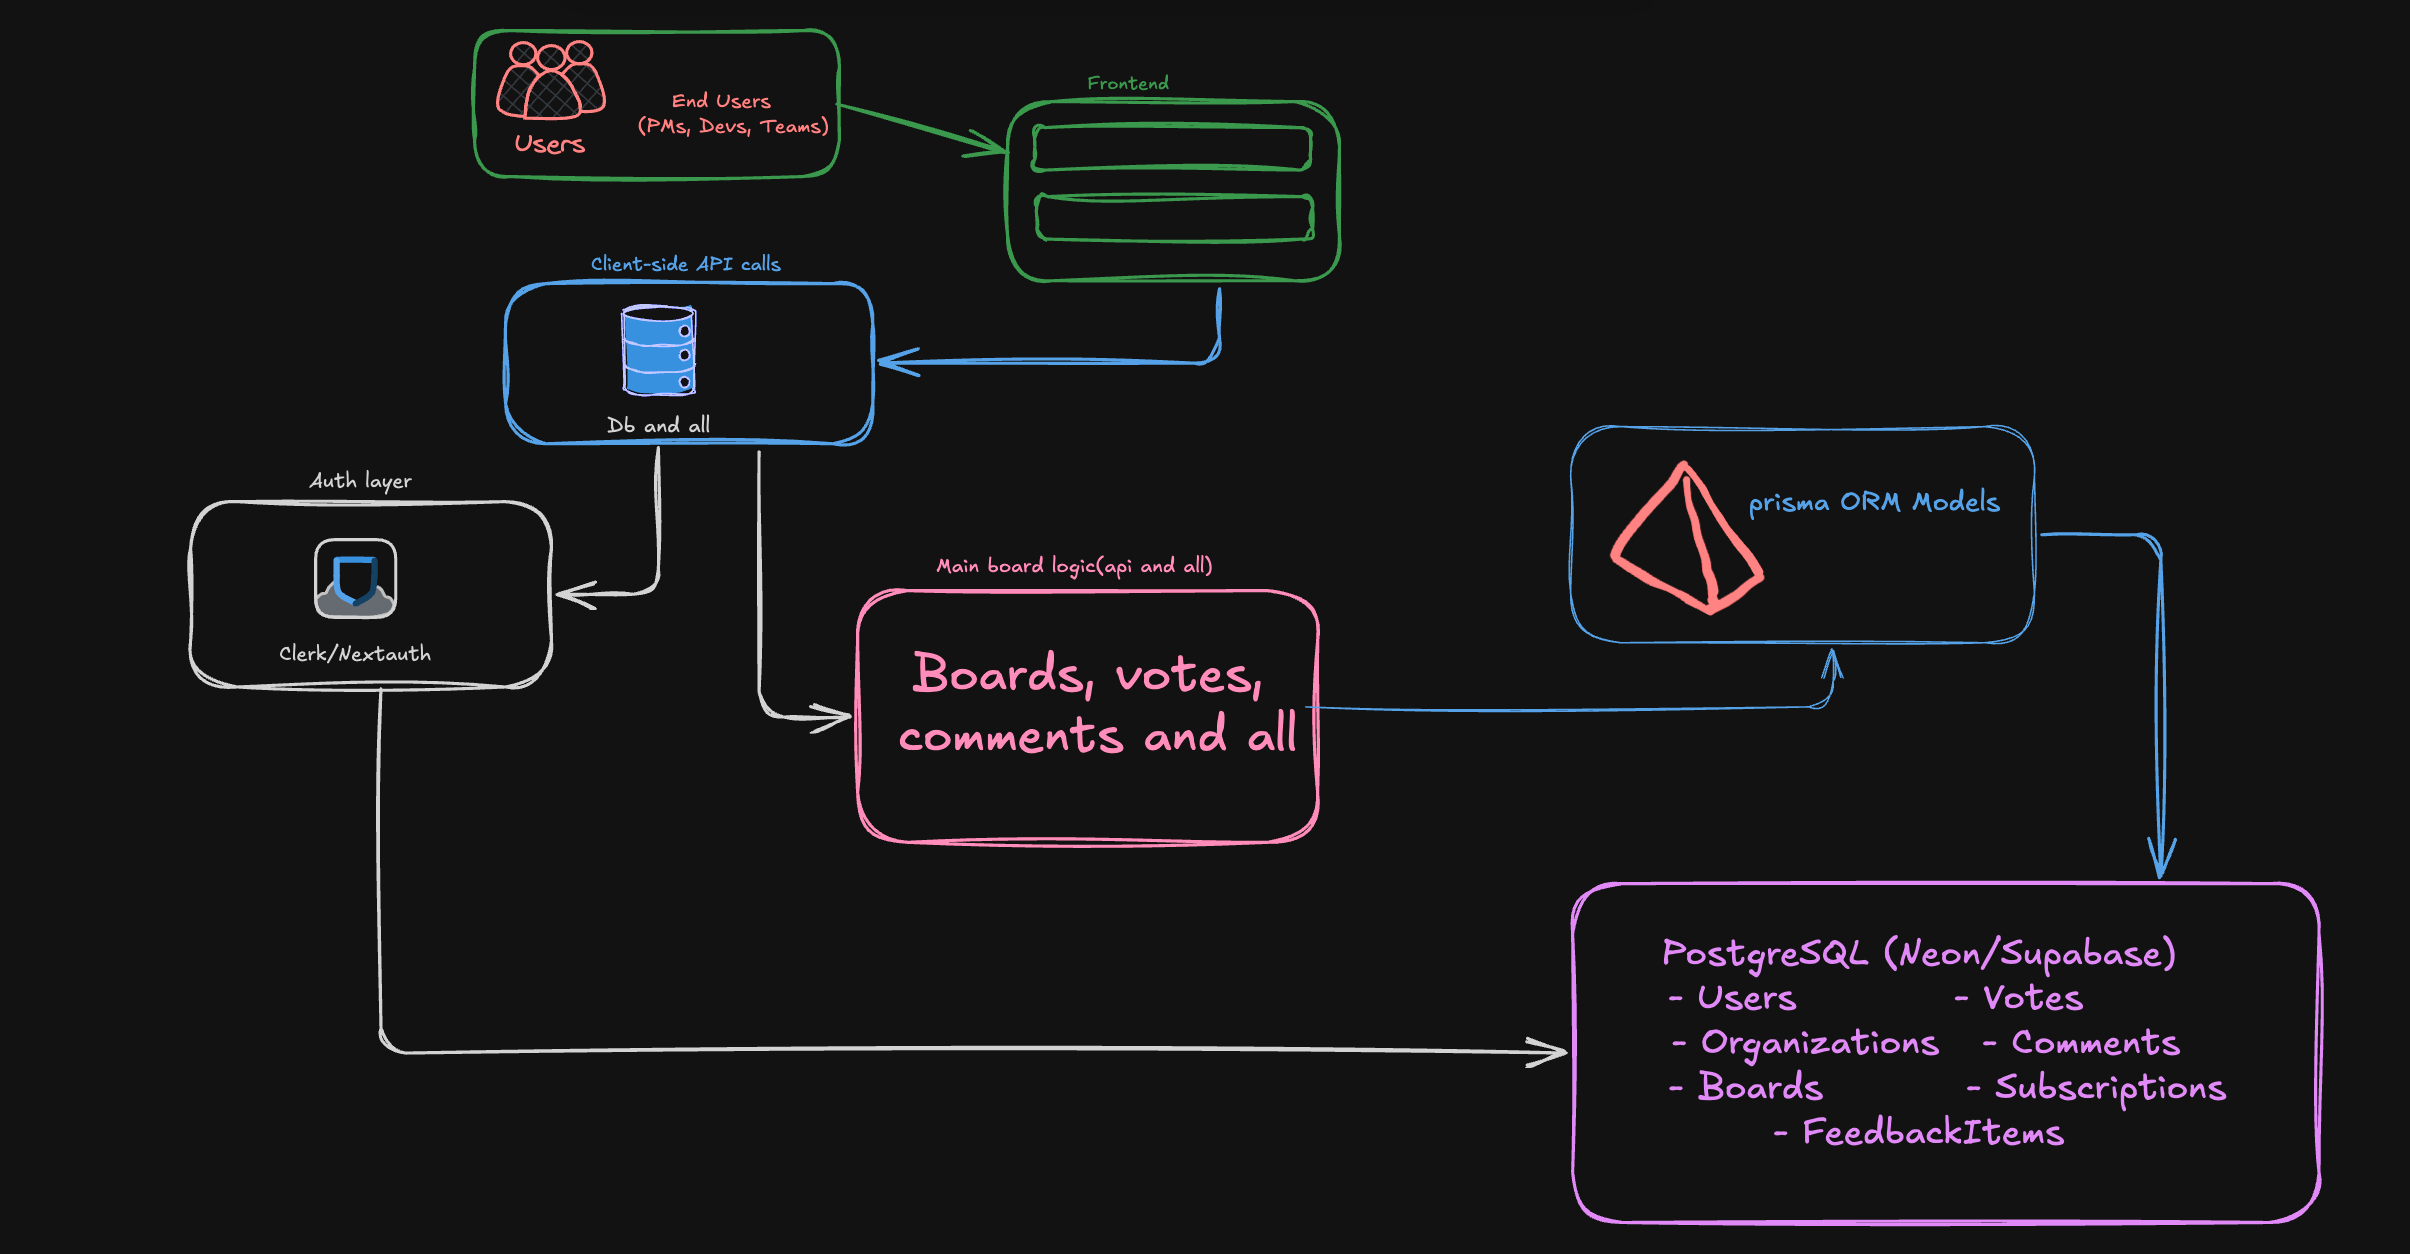 Users
End Users
(PMs, Devs, Teams)
Frontend
Client-side API calls
Db and all
Auth layer
Clerk/Nextauth
Main board logic(api and all)
Boards, votes,
comments and all
prisma ORM Models
PostgreSQL (Neon/Supabase)
- Users - Votes
- Organizations - Comments
- Boards - Subscriptions
- FeedbackItems